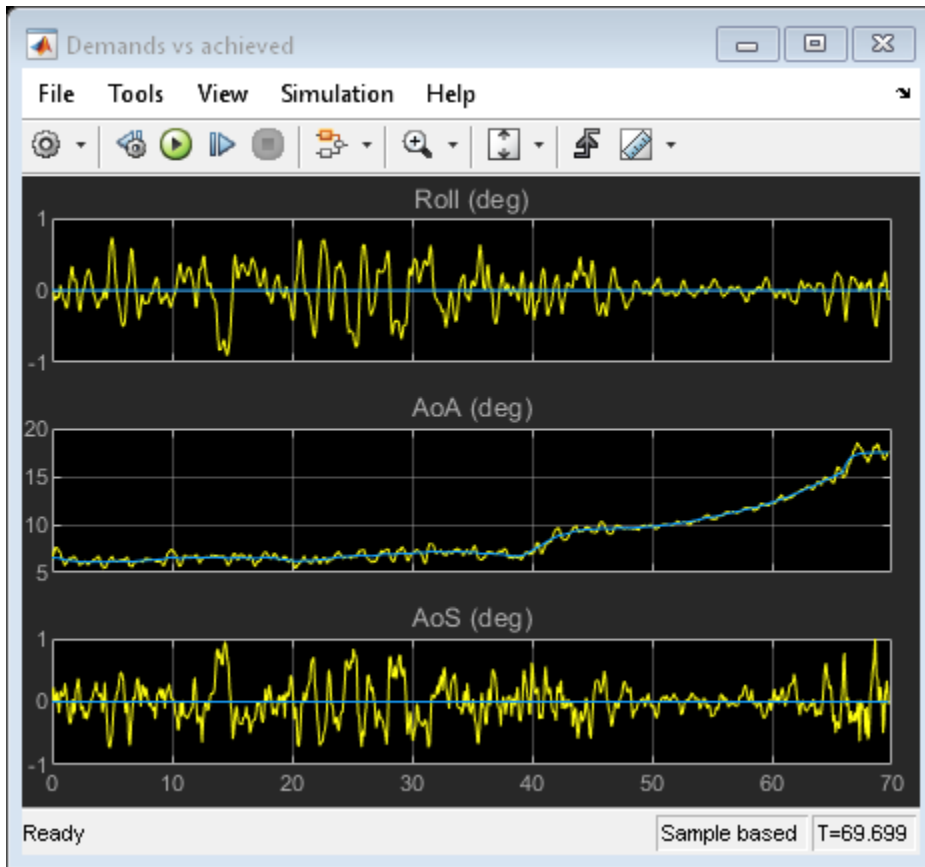 Demands vs achieved
File Tools View Simulation Help
Roll (deg)
1
0
-1
AoA (deg)
20
15
10
5
AoS (deg)
1
0
-1
0 10 20 30 40 50 60 70
Ready Sample based T=69.699